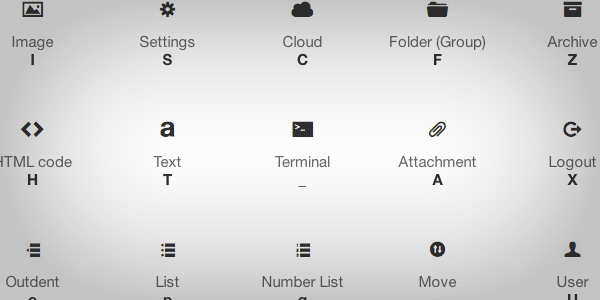 Image Settings Cloud Folder (Group) Archive
I S C F Z
HTML code Text Terminal Attachment Logout
H T _ A X
Outdent List Number List Move User